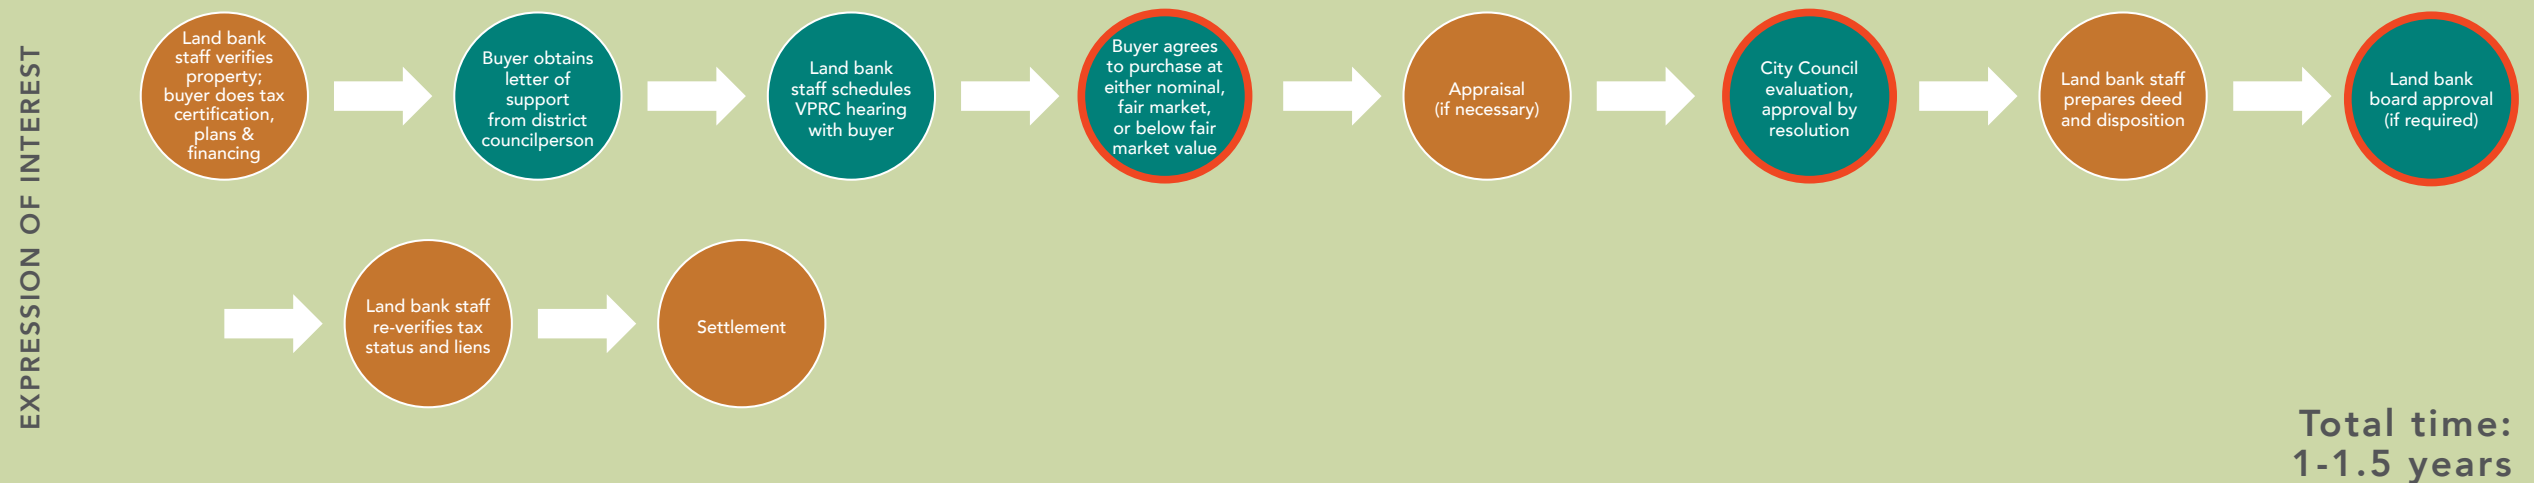 EXPRESSION OF INTEREST
Land bank
staff verifies
property;
buyer does tax
certification,
plans &
financing
Buyer obtains
letter of
support
from district
councilperson
Land bank
staff schedules
VPRC hearing
with buyer
Buyer agrees
to purchase at
either nominal,
fair market,
or below fair
market value
Appraisal
(if necessary)
City Council
evaluation,
approval by
resolution
Land bank staff
prepares deed
and disposition
Land bank
board approval
(if required)
Land bank staff
re-verifies tax
status and liens
Settlement
Total time:
1-1.5 years